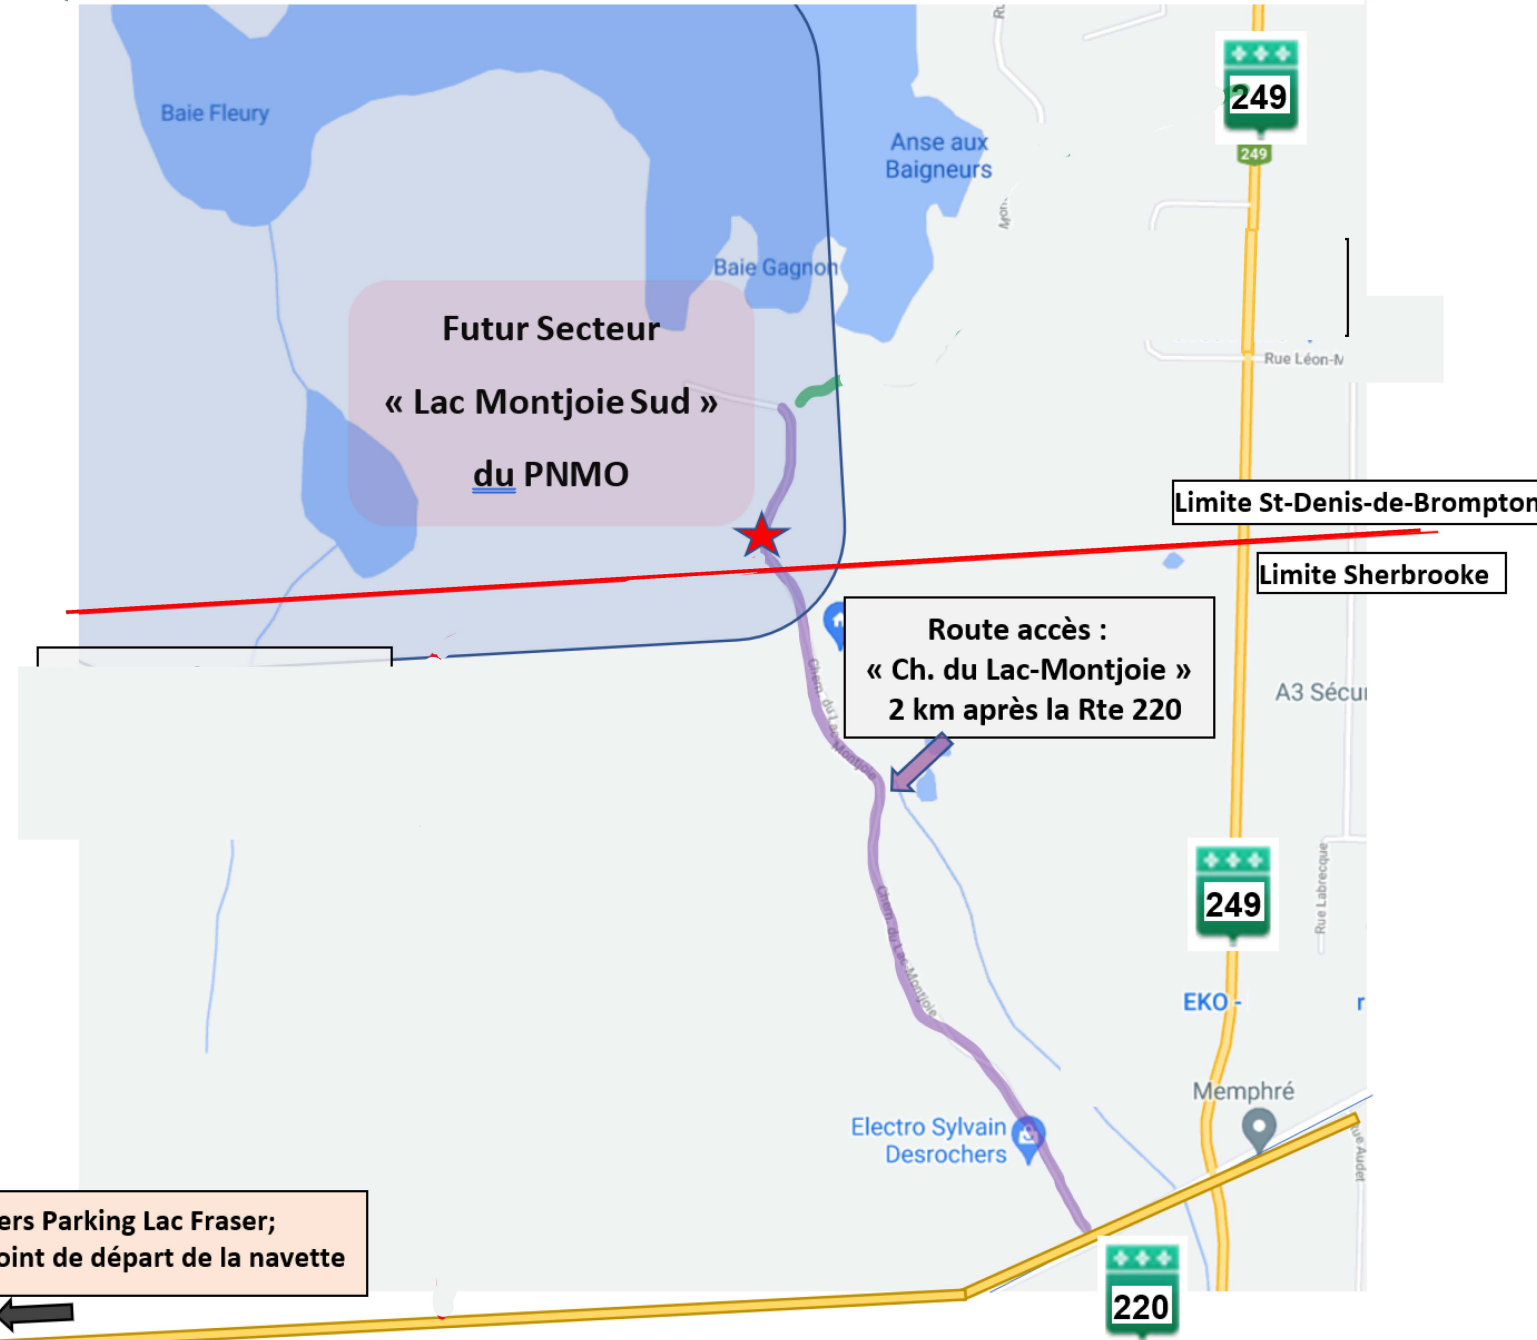 249
249
Baie Fleury
Anse aux
Baigneurs
Baie Gagnon
Futur Secteur
« Lac Montjoie Sud »
du PNMO
Rue Léon-M
Limite St-Denis-de-Brompton
Limite Sherbrooke
Route accès :
« Ch. du Lac-Montjoie »
2 km après la Rte 220
Chem. du Lac-Montjoie
A3 Sécur
249
Rue Labrecque
Chem. du Lac-Montjoie
EKO -
r
Memphré
Electro Sylvain
Desrochers
ue Audet
ers Parking Lac Fraser;
oint de départ de la navette
220